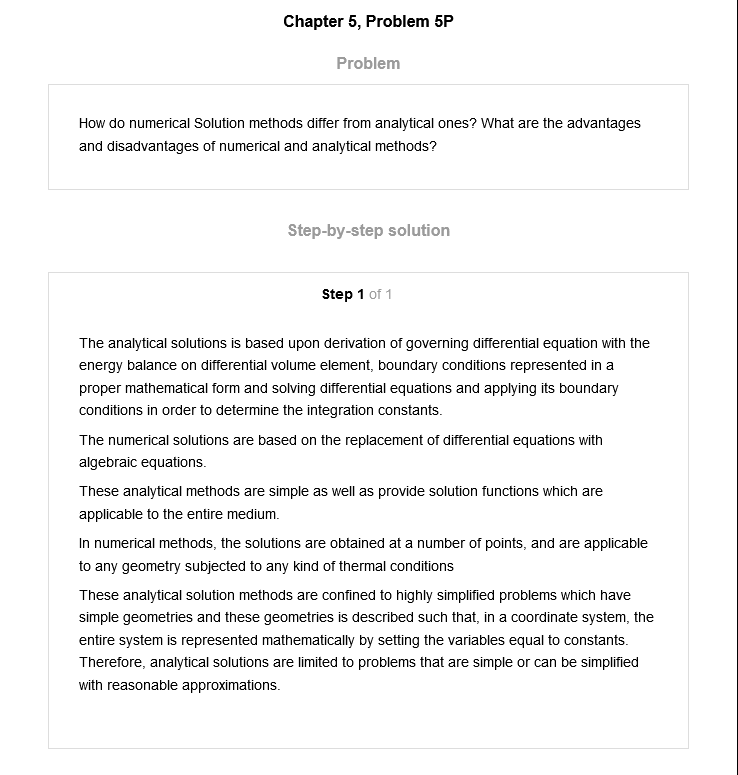 Chapter 5, Problem 5P
Problem
How do numerical Solution methods differ from analytical ones? What are the advantages
and disadvantages of numerical and analytical methods?
Step-by-step solution
Step 1 of 1
The analytical solutions is based upon derivation of governing differential equation with the
energy balance on differential volume element, boundary conditions represented in a
proper mathematical form and solving differential equations and applying its boundary
conditions in order to determine the integration constants.
The numerical solutions are based on the replacement of differential equations with
algebraic equations.
These analytical methods are simple as well as provide solution functions which are
applicable to the entire medium.
In numerical methods, the solutions are obtained at a number of points, and are applicable
to any geometry subjected to any kind of thermal conditions
These analytical solution methods are confined to highly simplified problems which have
simple geometries and these geometries is described such that, in a coordinate system, the
entire system is represented mathematically by setting the variables equal to constants.
Therefore, analytical solutions are limited to problems that are simple or can be simplified
with reasonable approximations.